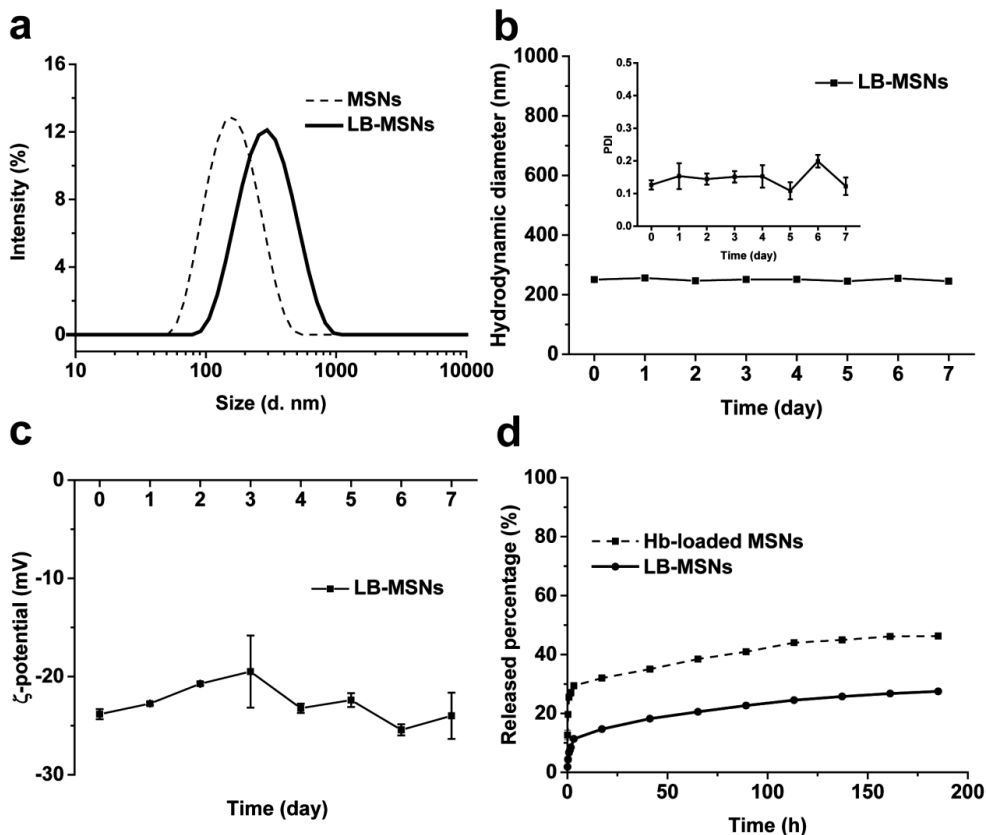 a
16
12
8
4
0
Intensity (%)
MSNs
LB-MSNs
10 100 1000 10000
Size (d. nm)
b
1000
800
600
400
200
0
Hydrodynamic diameter (nm)
LB-MSNs
0.5
0.4
0.3
0.2
0.1
0.0
PDI
0 1 2 3 4 5 6 7
Time (day)
0 1 2 3 4 5 6 7
Time (day)
c
0
-10
-20
-30
ζ-potential (mV)
0 1 2 3 4 5 6 7
LB-MSNs
Time (day)
d
100
80
60
40
20
0
Released percentage (%)
Hb-loaded MSNs
LB-MSNs
0 50 100 150 200
Time (h)